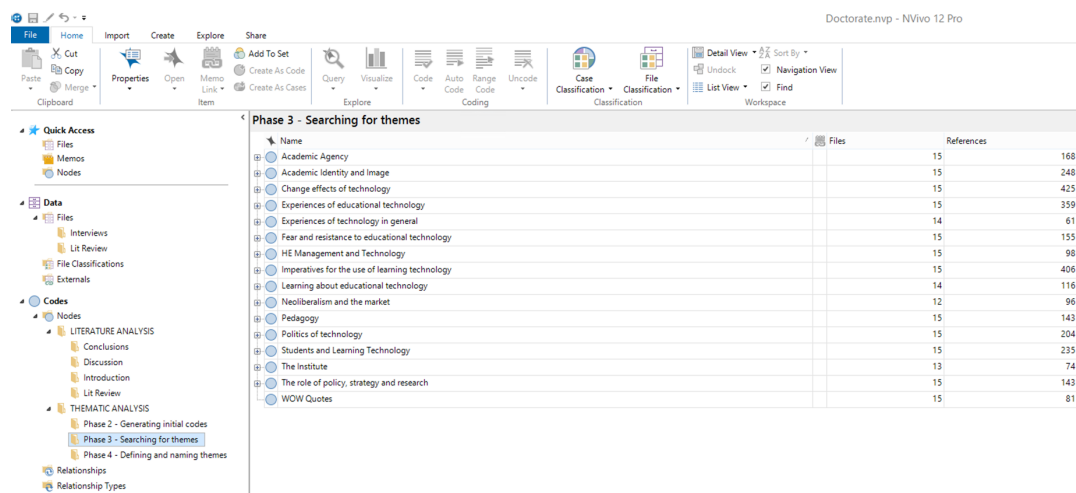 Doctorate.nvp - NVivo 12 Pro
File Home Import Create Explore Share
Paste
Cut
Copy
Merge
Clipboard
Properties
Open
Memo Link
Add To Set
Create As Code
Create As Cases
Item
Query
Visualize
Explore
Code
Auto Code
Range Code
Uncode
Coding
Case Classification
File Classification
Classification
Detail View
Sort By
Undock
Navigation View
List View
Find
Workspace
Quick Access
Files
Memos
Nodes
Data
Files
Interviews
Lit Review
File Classifications
Externals
Codes
Nodes
LITERATURE ANALYSIS
Conclusions
Discussion
Introduction
Lit Review
THEMATIC ANALYSIS
Phase 2 - Generating initial codes
Phase 3 - Searching for themes
Phase 4 - Defining and naming themes
Relationships
Relationship Types
Phase 3 - Searching for themes
Name Files References
Academic Agency 15 168
Academic Identity and Image 15 248
Change effects of technology 15 425
Experiences of educational technology 15 359
Experiences of technology in general 14 61
Fear and resistance to educational technology 15 155
HE Management and Technology 15 98
Imperatives for the use of learning technology 15 406
Learning about educational technology 14 116
Neoliberalism and the market 12 96
Pedagogy 15 143
Politics of technology 15 204
Students and Learning Technology 15 235
The Institute 13 74
The role of policy, strategy and research 15 143
WOW Quotes 15 81